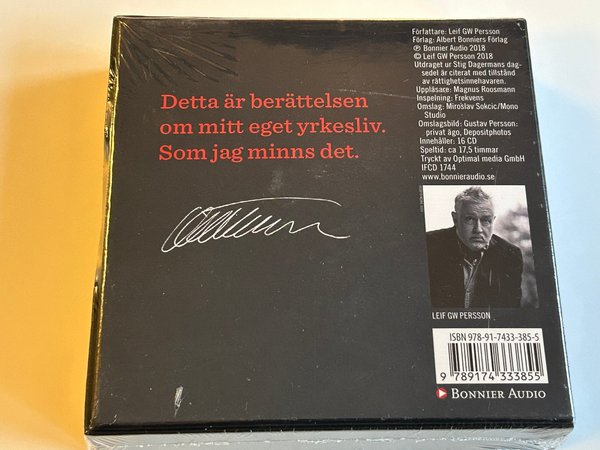 Detta är berättelsen
om mitt eget yrkesliv.
Som jag minns det.
Författare: Leif GW Persson
Förlag: Albert Bonniers Förlag
℗ Bonnier Audio 2018
© Leif GW Persson 2018
Utdraget ur Stig Dagermans dag-
sedel är citerat med tillstånd
av rättighetsinnehavaren.
Uppläsare: Magnus Roosmann
Inspelning: Frekvens
Omslag: Miroslav Sokcic/Mono
Studio
Omslagsbild: Gustav Persson:
privat ägo, Depositphotos
Innehåller: 16 CD
Speltid: ca 17,5 timmar
Tryckt av Optimal media GmbH
IFCD 1744
www.bonnieraudio.se
LEIF GW PERSSON
ISBN 978-91-7433-385-5
9 789174 333855
BONNIER AUDIO